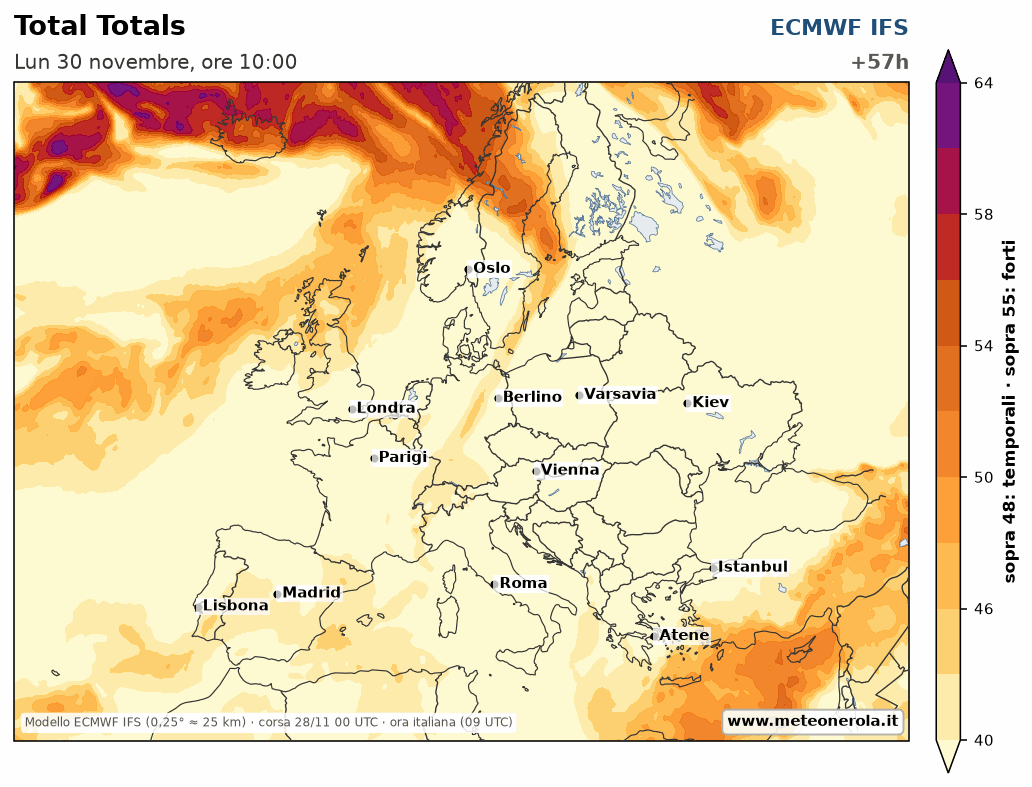 Total Totals
ECMWF IFS
Lun 30 novembre, ore 10:00
+57h
Oslo
Berlino
Varsavia
Kiev
Londra
Parigi
Vienna
Istanbul
Roma
Madrid
Lisbona
Atene
Modello ECMWF IFS (0,25° ≈ 25 km) · corsa 28/11 00 UTC · ora italiana (09 UTC)
www.meteonerola.it
64
58
54
50
46
40
sopra 48: temporali · sopra 55: forti